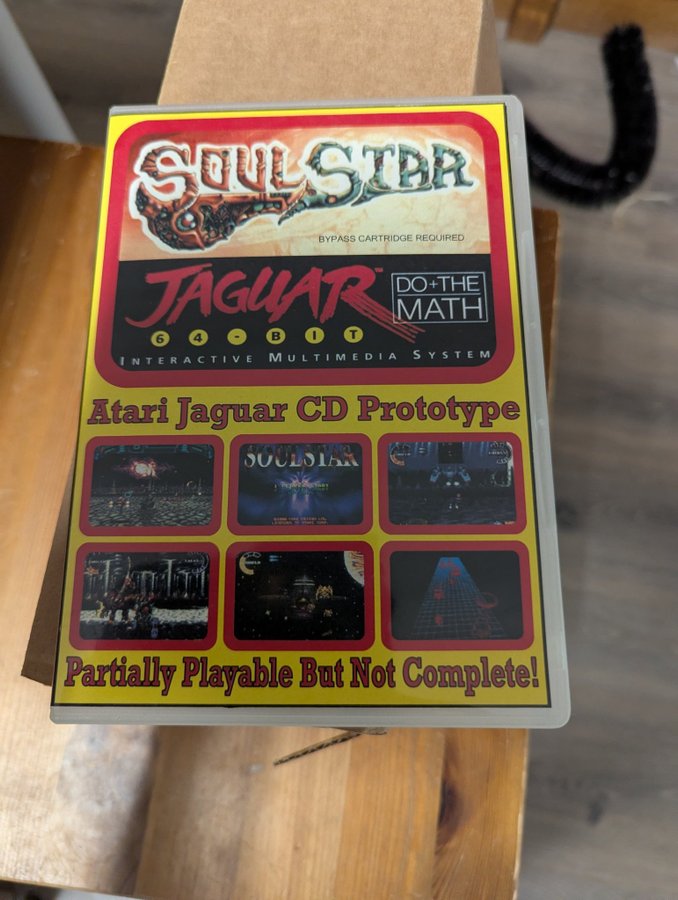 SOULSTAR
BYPASS CARTRIDGE REQUIRED
JAGUAR™
DO+THE
MATH
64-BIT
INTERACTIVE MULTIMEDIA SYSTEM
Atari Jaguar CD Prototype
SOULSTAR
Partially Playable But Not Complete!